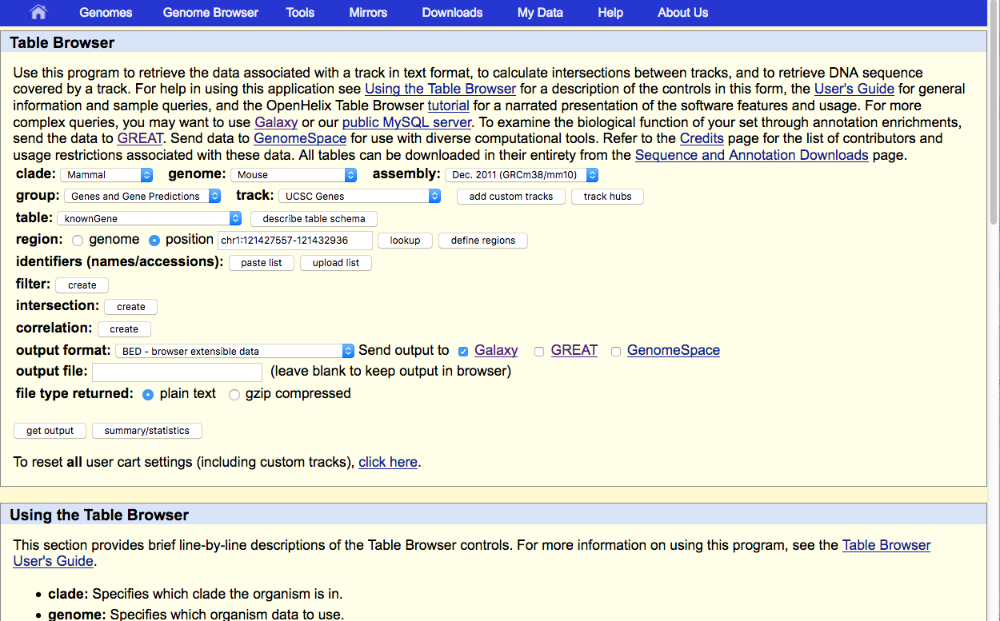 Genomes Genome Browser Tools Mirrors Downloads My Data Help About Us
Table Browser
Use this program to retrieve the data associated with a track in text format, to calculate intersections between tracks, and to retrieve DNA sequence
covered by a track. For help in using this application see Using the Table Browser for a description of the controls in this form, the User's Guide for general
information and sample queries, and the OpenHelix Table Browser tutorial for a narrated presentation of the software features and usage. For more
complex queries, you may want to use Galaxy or our public MySQL server. To examine the biological function of your set through annotation enrichments,
send the data to GREAT. Send data to GenomeSpace for use with diverse computational tools. Refer to the Credits page for the list of contributors and
usage restrictions associated with these data. All tables can be downloaded in their entirety from the Sequence and Annotation Downloads page.
clade: Mammal genome: Mouse assembly: Dec. 2011 (GRCm38/mm10)
group: Genes and Gene Predictions track: UCSC Genes add custom tracks track hubs
table: knownGene describe table schema
region: genome position chr1:121427557-121432936 lookup define regions
identifiers (names/accessions): paste list upload list
filter: create
intersection: create
correlation: create
output format: BED - browser extensible data Send output to Galaxy GREAT GenomeSpace
output file: (leave blank to keep output in browser)
file type returned: plain text gzip compressed
get output summary/statistics
To reset all user cart settings (including custom tracks), click here.
Using the Table Browser
This section provides brief line-by-line descriptions of the Table Browser controls. For more information on using this program, see the Table Browser
User's Guide.
• clade: Specifies which clade the organism is in.
• genome: Specifies which organism data to use.